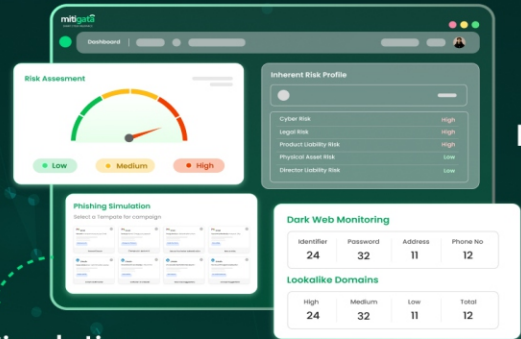 mitigata
Dashboard
Risk Assesment
Low
Medium
High
Inherent Risk Profile
Cyber Risk High
Legal Risk High
Product Liability Risk High
Physical Asset Risk Low
Director Liability Risk Low
Phishing Simulation
Select a Tempate for campaign
Dark Web Monitoring
Identifier Password Address Phone No
24 32 11 12
Lookalike Domains
High Medium Low Total
24 32 11 12